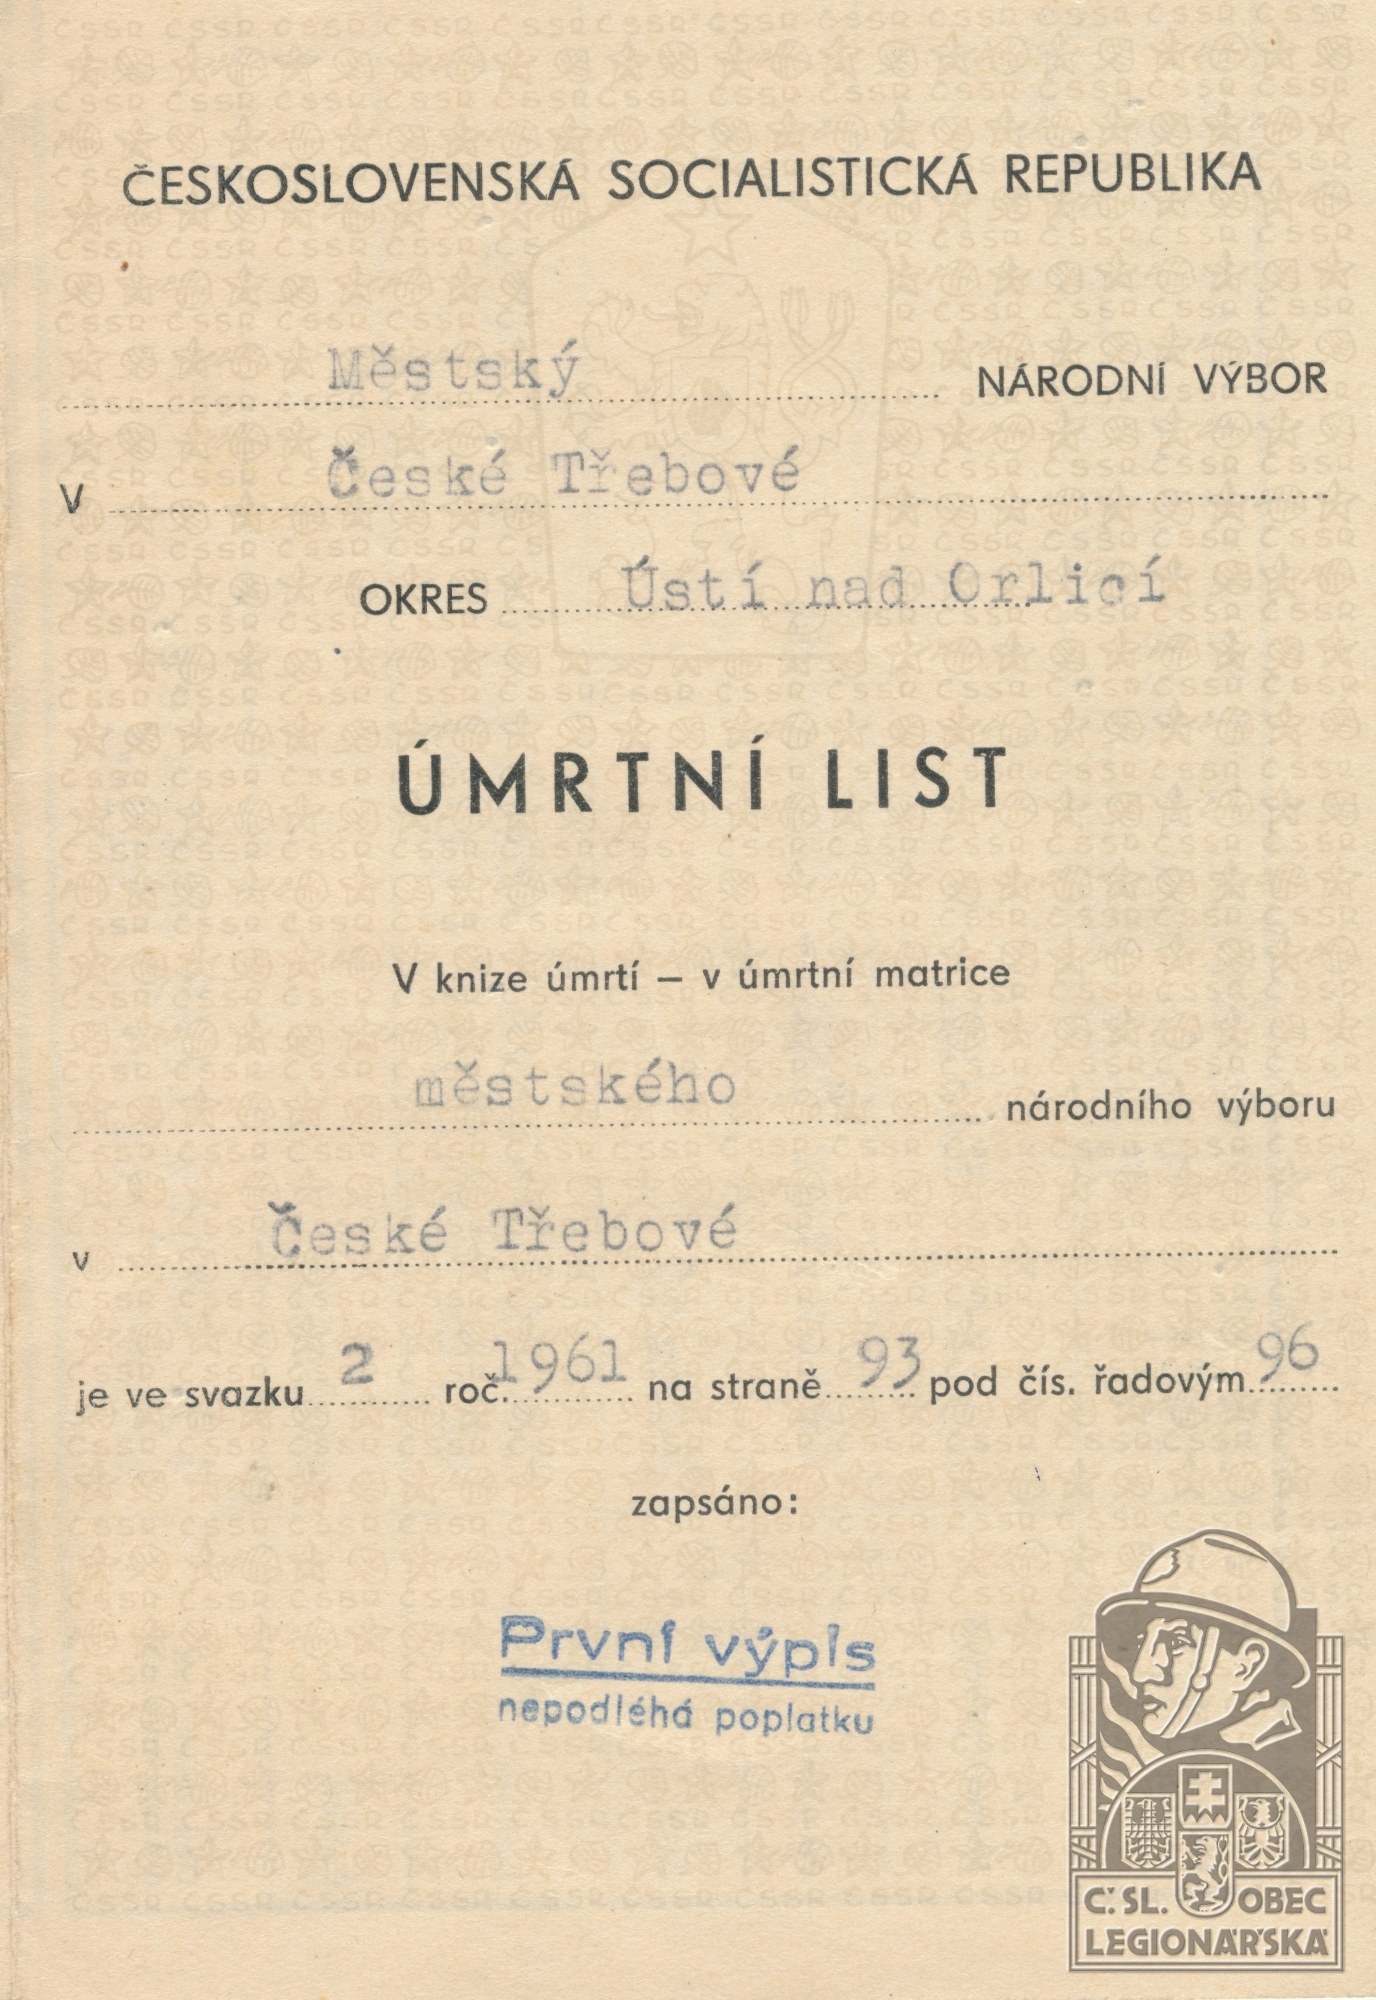 ČESKOSLOVENSKÁ SOCIALISTICKÁ REPUBLIKA
Městský NÁRODNÍ VÝBOR
V České Třebové
OKRES Ústí nad Orlicí
ÚMRTNÍ LIST
V knize úmrtí – v úmrtní matrice
městského národního výboru
v České Třebové
je ve svazku 2 roč. 1961 na straně 93 pod čís. řadovým 96
zapsáno:
První výpis
nepodléhá poplatku
Č. SL. OBEC
LEGIONÁŘSKÁ